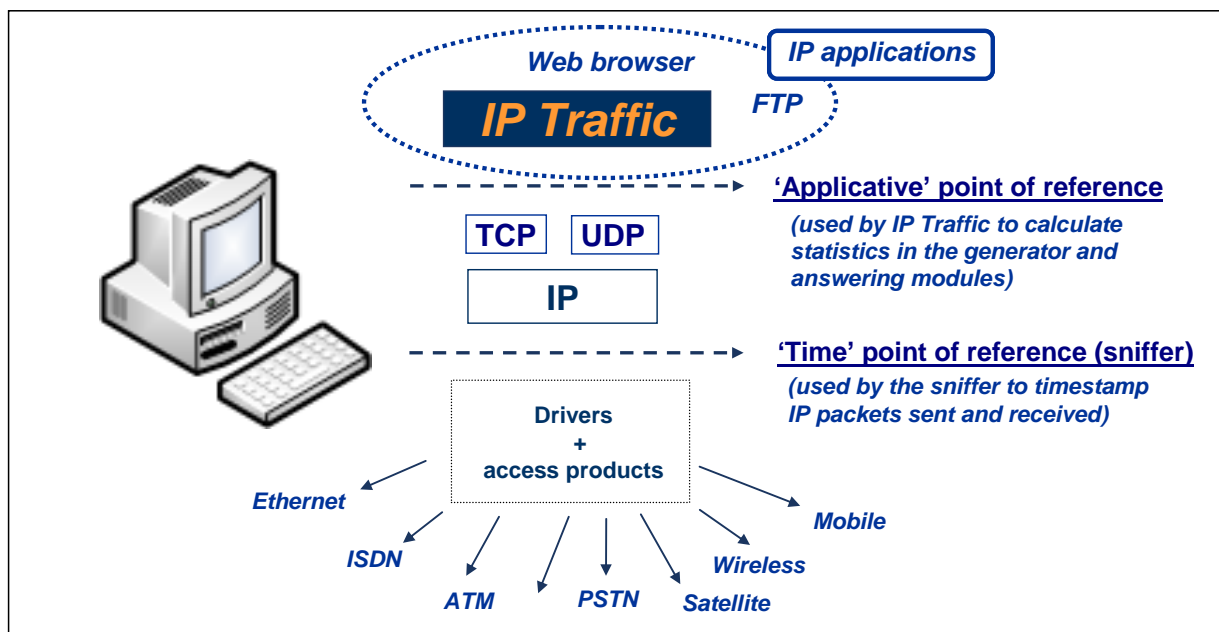 Web browser
IP applications
IP Traffic
FTP
'Applicative' point of reference
(used by IP Traffic to calculate
statistics in the generator and
answering modules)
TCP
UDP
IP
'Time' point of reference (sniffer)
(used by the sniffer to timestamp
IP packets sent and received)
Drivers
+
access products
Ethernet
ISDN
ATM
PSTN
Satellite
Wireless
Mobile